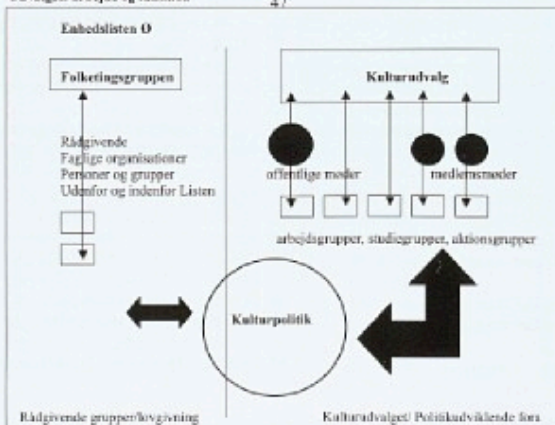 47
Enhedslisten O
Folketingsgruppen
Kulturudvalg
Rådgivende
Faglige organisationer
Personer og grupper
Udenfor og indenfor Listen
offentlige møder
medlemsmøder
arbejdsgrupper, studiegrupper, aktionsgrupper
Kulturpolitik
Rådgivende grupper/lovgivning
Kulturudvalget/ Politikudviklende fora